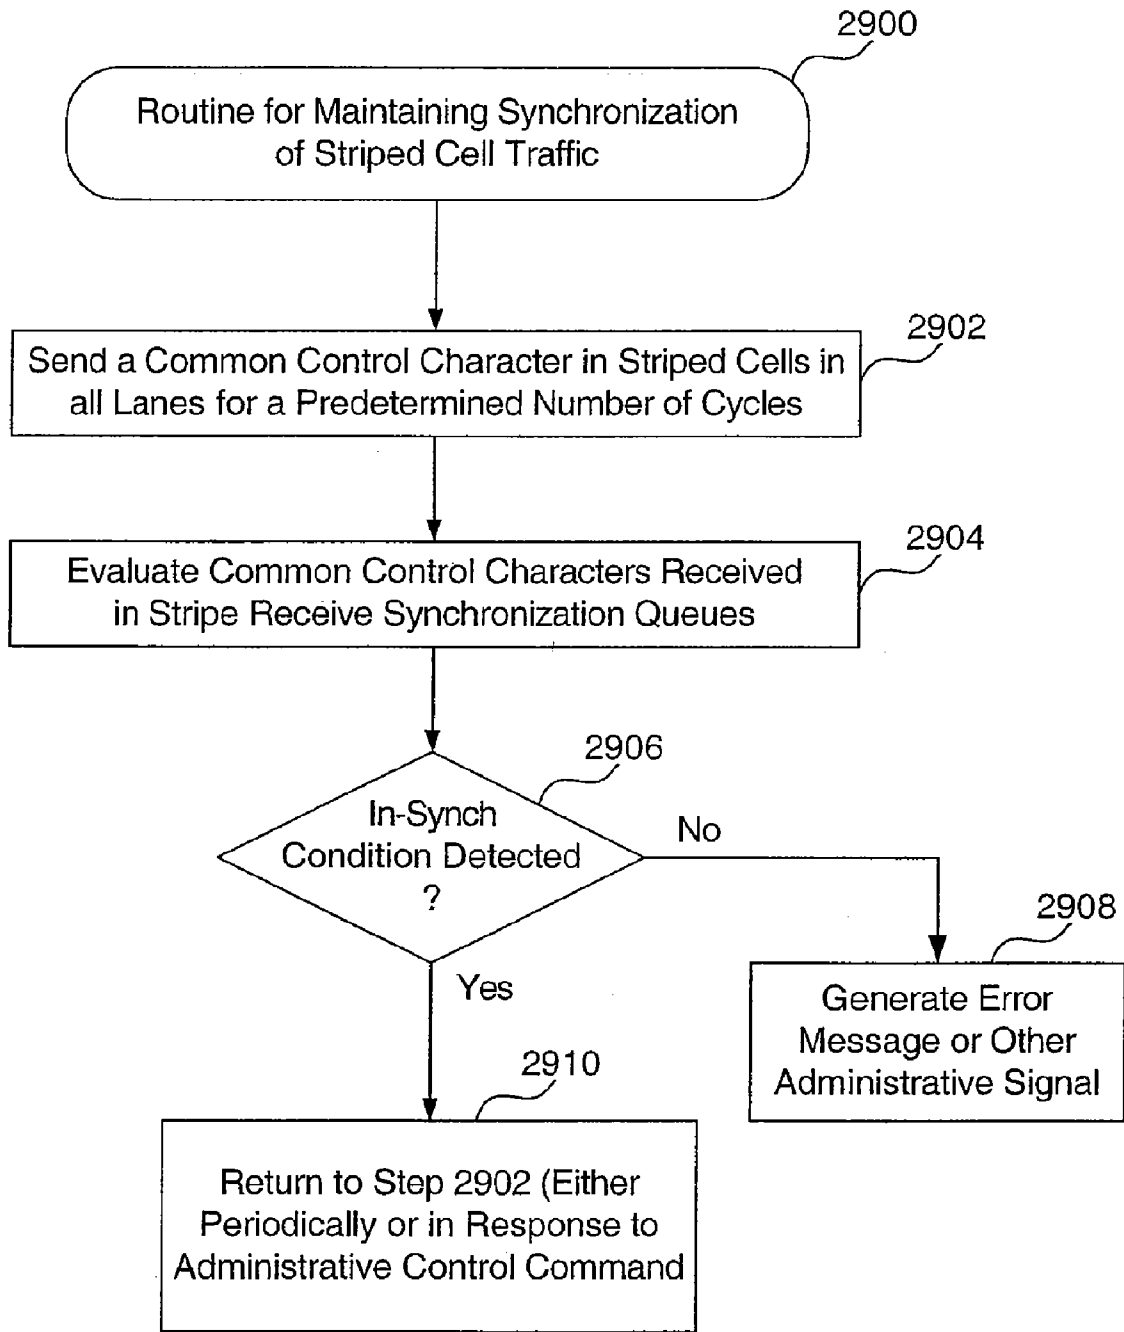 2900
Routine for Maintaining Synchronization
of Striped Cell Traffic
2902
Send a Common Control Character in Striped Cells in
all Lanes for a Predetermined Number of Cycles
2904
Evaluate Common Control Characters Received
in Stripe Receive Synchronization Queues
2906
In-Synch
Condition Detected
?
No
Yes
2908
Generate Error
Message or Other
Administrative Signal
2910
Return to Step 2902 (Either
Periodically or in Response to
Administrative Control Command